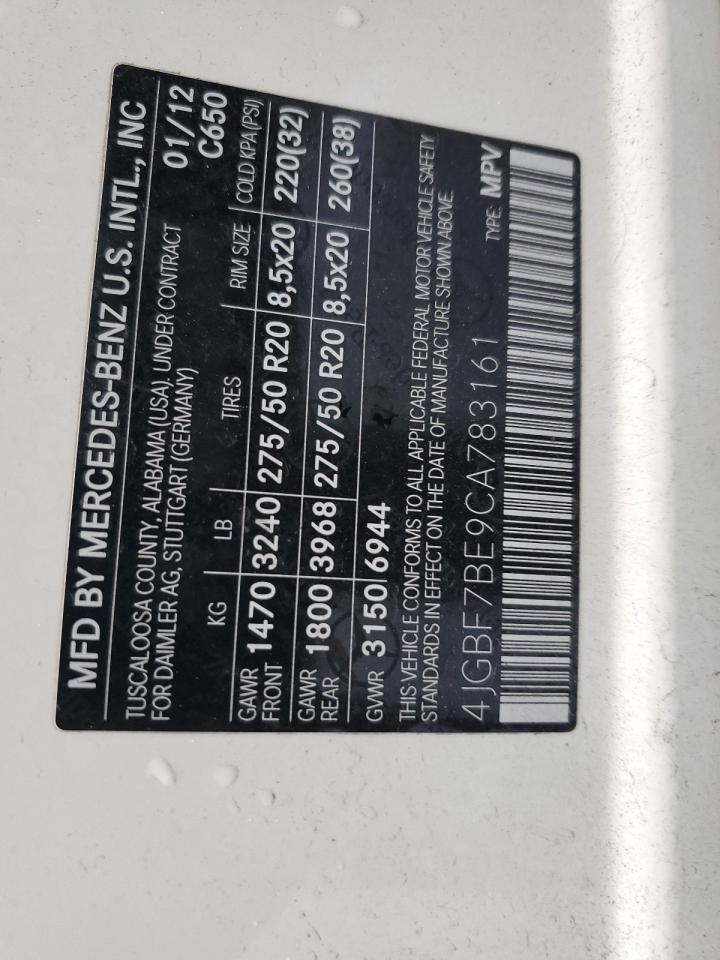 MFD BY MERCEDES-BENZ U.S. INTL., INC
TUSCALOOSA COUNTY, ALABAMA (USA). UNDER CONTRACT 01/12
FOR DAIMLER AG, STUTTGART (GERMANY) C650
KG LB TIRES RIM SIZE COLD KPA(PSI)
GAWR FRONT 1470 3240 275/50 R20 8,5x20 220(32)
GAWR REAR 1800 3968 275/50 R20 8,5x20 260(38)
GVWR 3150 6944
THIS VEHICLE CONFORMS TO ALL APPLICABLE FEDERAL MOTOR VEHICLE SAFETY
STANDARDS IN EFFECT ON THE DATE OF MANUFACTURE SHOWN ABOVE.
4JGBF7BE9CA783161 TYPE: MPV